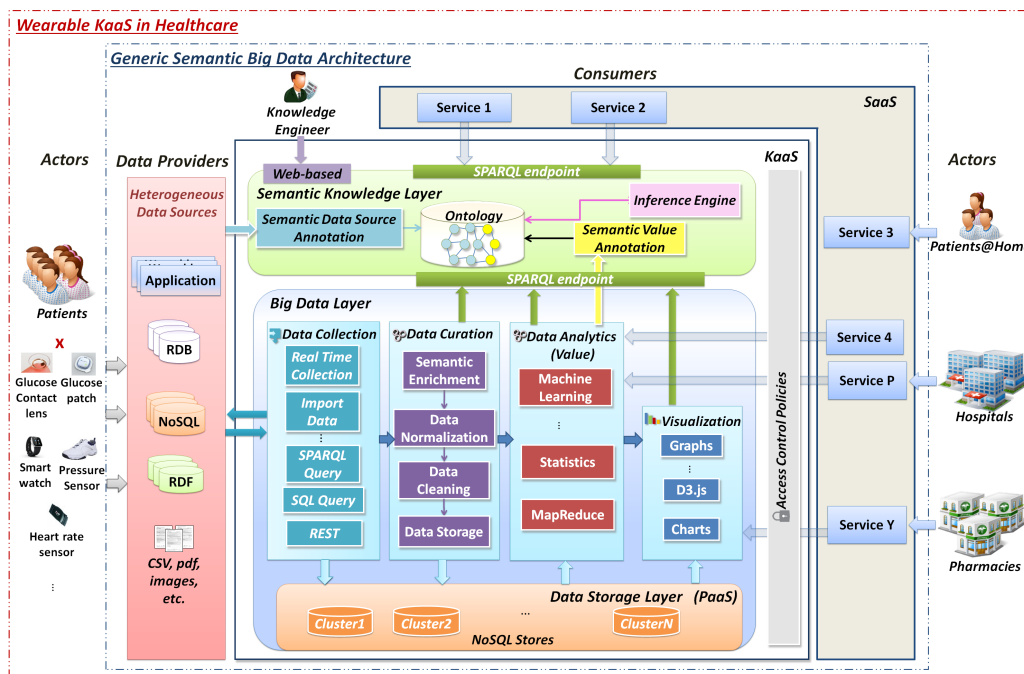 Wearable KaaS in Healthcare
Generic Semantic Big Data Architecture
Consumers
SaaS
Service 1
Service 2
Knowledge
Engineer
Actors
Data Providers
KaaS
Actors
Web-based
SPARQL endpoint
Heterogeneous
Data Sources
Semantic Knowledge Layer
Inference Engine
Ontology
Semantic Data Source
Annotation
Semantic Value
Annotation
Service 3
Patients@Hom
Application
SPARQL endpoint
Patients
Big Data Layer
Data Collection
Data Curation
Data Analytics
(Value)
Service 4
RDB
X
Real Time
Collection
Semantic
Enrichment
Machine
Learning
Service P
Glucose
Contact
lens
Glucose
patch
Import
Data
⋮
Data
Normalization
⋮
Visualization
Hospitals
NoSQL
Graphs
⋮
SPARQL
Query
Data
Cleaning
Statistics
D3.js
Smart
watch
Pressure
Sensor
RDF
SQL Query
MapReduce
Access Control Policies
REST
Data Storage
Charts
Service Y
Heart rate
sensor
⋮
CSV, pdf,
images,
etc.
Pharmacies
Data Storage Layer (PaaS)
Cluster1
Cluster2
...
ClusterN
NoSQL Stores